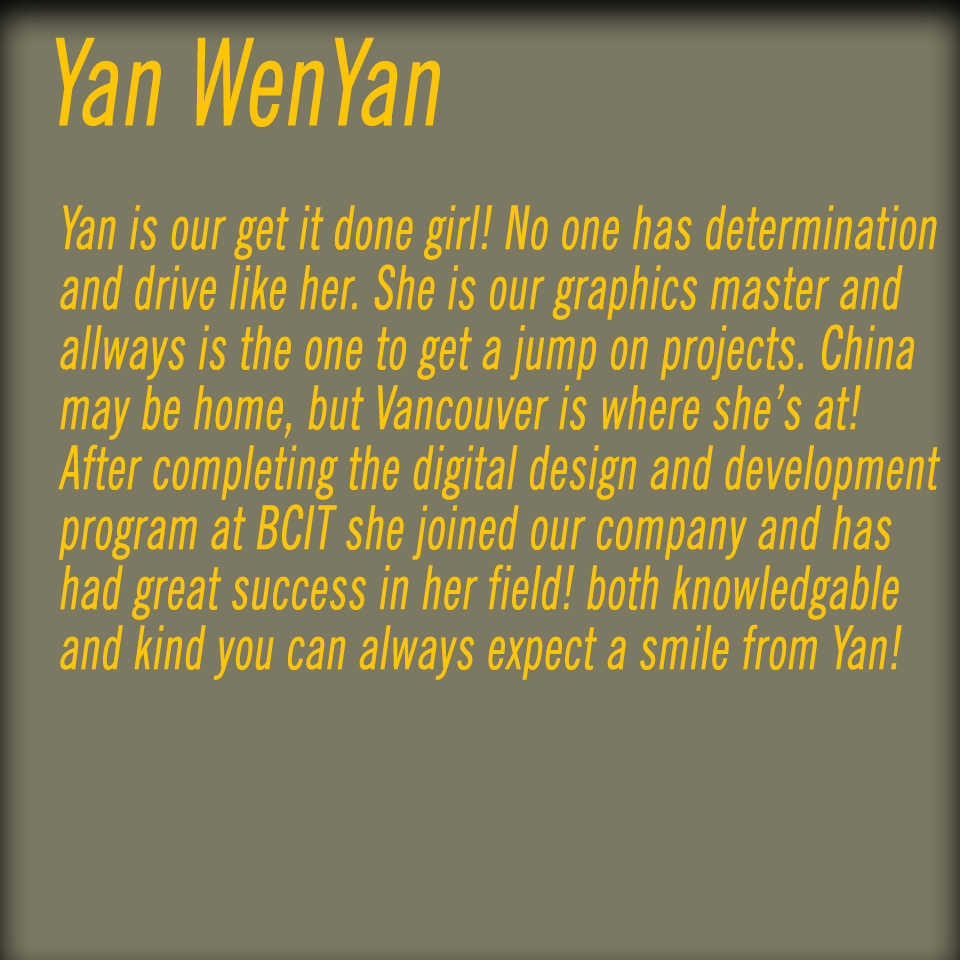 Yan WenYan
Yan is our get it done girl! No one has determination
and drive like her. She is our graphics master and
allways is the one to get a jump on projects. China
may be home, but Vancouver is where she’s at!
After completing the digital design and development
program at BCIT she joined our company and has
had great success in her field! both knowledgable
and kind you can always expect a smile from Yan!